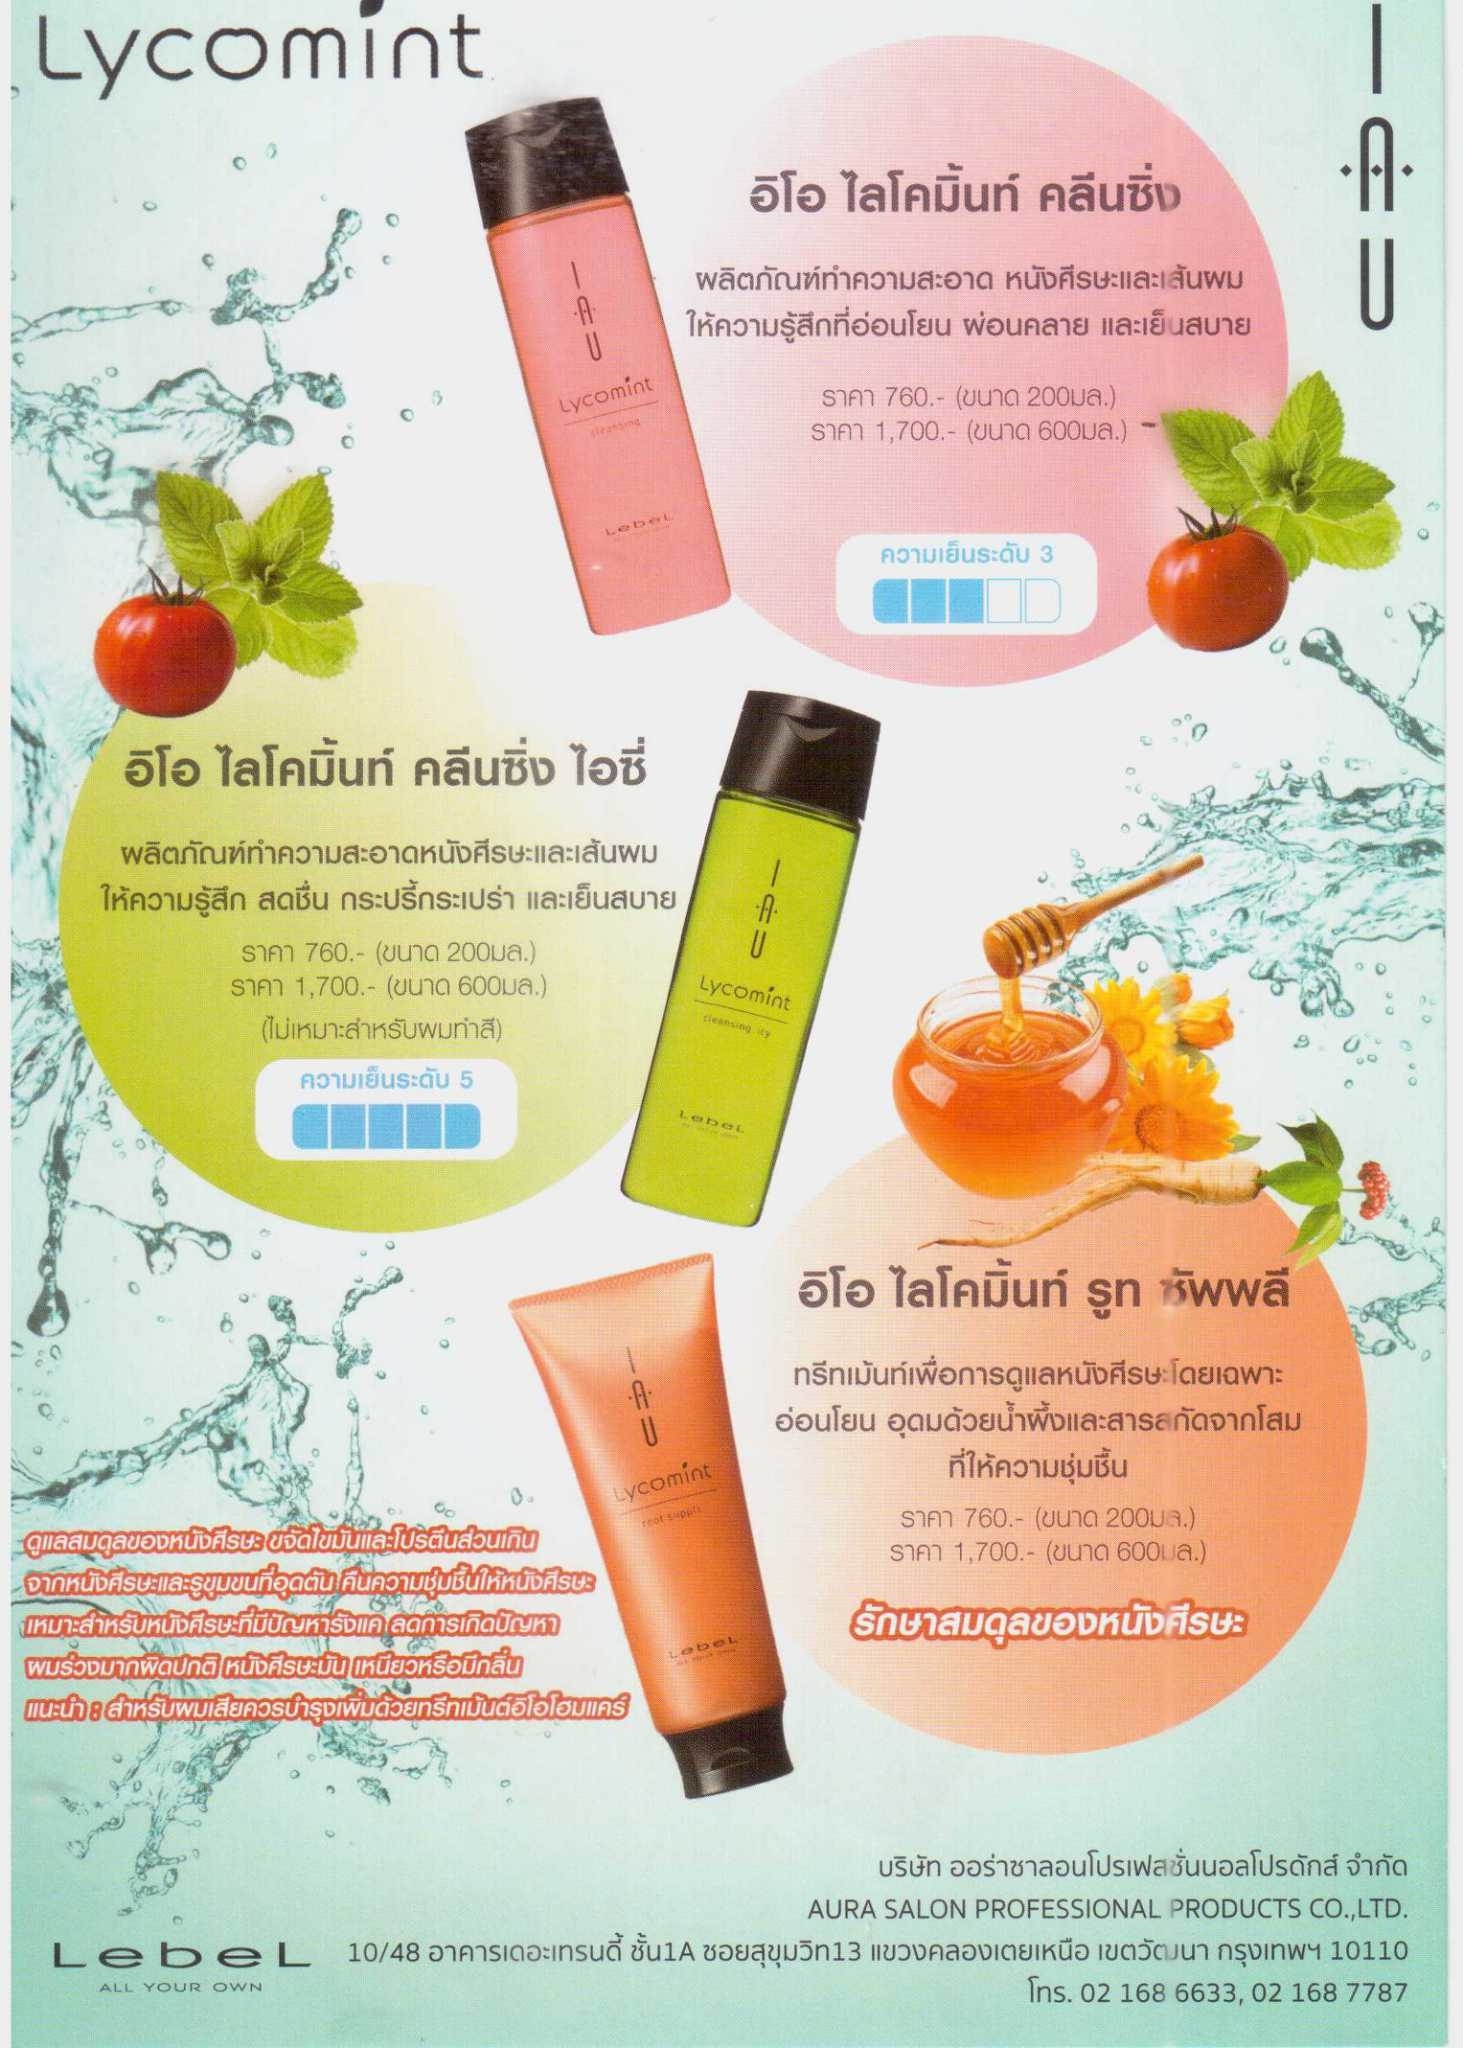 Lycomint
I
A
U
อิโอ ไลโคมิ้นท์ คลีนซิ่ง
ผลิตภัณฑ์ทำความสะอาด หนังศีรษะและเส้นผม
ให้ความรู้สึกที่อ่อนโยน ผ่อนคลาย และเย็นสบาย
ราคา 760.- (ขนาด 200มล.)
ราคา 1,700.- (ขนาด 600มล.)
ความเย็นระดับ 3
I
A
U
Lycomint
cleansing
LebeL
อิโอ ไลโคมิ้นท์ คลีนซิ่ง ไอซี่
ผลิตภัณฑ์ทำความสะอาดหนังศีรษะและเส้นผม
ให้ความรู้สึก สดชื่น กระปรี้กระเปร่า และเย็นสบาย
ราคา 760.- (ขนาด 200มล.)
ราคา 1,700.- (ขนาด 600มล.)
(ไม่เหมาะสำหรับผมทำสี)
ความเย็นระดับ 5
I
A
U
Lycomint
cleansing icy
LebeL
อิโอ ไลโคมิ้นท์ รูท ซัพพลี
ทรีทเม้นท์เพื่อการดูแลหนังศีรษะโดยเฉพาะ
อ่อนโยน อุดมด้วยน้ำผึ้งและสารสกัดจากโสม
ที่ให้ความชุ่มชื้น
ราคา 760.- (ขนาด 200มล.)
ราคา 1,700.- (ขนาด 600มล.)
รักษาสมดุลของหนังศีรษะ
I
A
U
Lycomint
root suppli
LebeL
ดูแลสมดุลของหนังศีรษะ ขจัดไขมันและโปรตีนส่วนเกิน
จากหนังศีรษะและรูขุมขนที่อุดตัน คืนความชุ่มชื้นให้หนังศีรษะ
เหมาะสำหรับหนังศีรษะที่มีปัญหารังแค ลดการเกิดปัญหา
ผมร่วงมากผิดปกติ หนังศีรษะมัน เหนียวหรือมีกลิ่น
แนะนำ : สำหรับผมเสียควรบำรุงเพิ่มด้วยทรีทเม้นต์อิโอโฮมแคร์
บริษัท ออร่าซาลอนโปรเฟสชั่นนอลโปรดักส์ จำกัด
AURA SALON PROFESSIONAL PRODUCTS CO.,LTD.
10/48 อาคารเดอะเทรนดี้ ชั้น1A ซอยสุขุมวิท13 แขวงคลองเตยเหนือ เขตวัฒนา กรุงเทพฯ 10110
โทร. 02 168 6633, 02 168 7787
LebeL
ALL YOUR OWN